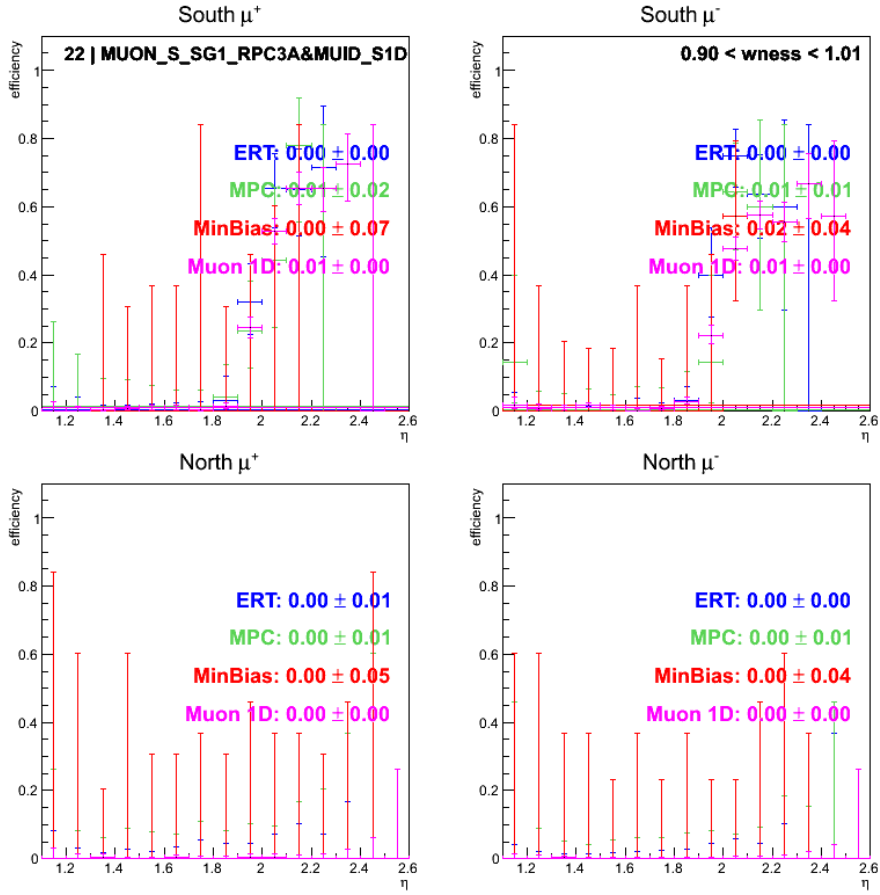 South μ+
South μ-
efficiency
1
0.8
0.6
0.4
0.2
0
22 | MUON_S_SG1_RPC3A&MUID_S1D
ERT: 0.00 ± 0.00
MPC: 0.01 ± 0.02
MinBias: 0.00 ± 0.07
Muon 1D: 0.01 ± 0.00
1.2 1.4 1.6 1.8 2 2.2 2.4 2.6
η
efficiency
1
0.8
0.6
0.4
0.2
0
0.90 < wness < 1.01
ERT: 0.00 ± 0.00
MPC: 0.01 ± 0.01
MinBias: 0.02 ± 0.04
Muon 1D: 0.01 ± 0.00
1.2 1.4 1.6 1.8 2 2.2 2.4 2.6
η
North μ+
North μ-
efficiency
1
0.8
0.6
0.4
0.2
0
ERT: 0.00 ± 0.01
MPC: 0.00 ± 0.01
MinBias: 0.00 ± 0.05
Muon 1D: 0.00 ± 0.00
1.2 1.4 1.6 1.8 2 2.2 2.4 2.6
η
efficiency
1
0.8
0.6
0.4
0.2
0
ERT: 0.00 ± 0.00
MPC: 0.00 ± 0.01
MinBias: 0.00 ± 0.04
Muon 1D: 0.00 ± 0.00
1.2 1.4 1.6 1.8 2 2.2 2.4 2.6
η